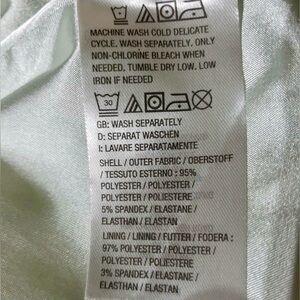 MACHINE WASH COLD DELICATE
CYCLE. WASH SEPARATELY. ONLY
NON-CHLORINE BLEACH WHEN
NEEDED. TUMBLE DRY LOW. LOW
IRON IF NEEDED
30
GB: WASH SEPARATELY
D: SEPARAT WASCHEN
I: LAVARE SEPARATAMENTE
SHELL / OUTER FABRIC / OBERSTOFF
/ TESSUTO ESTERNO : 95%
POLYESTER / POLYESTER /
POLYESTER / POLIESTERE
5% SPANDEX / ELASTANE /
ELASTHAN / ELASTAN
LINING / LINING / FUTTER / FODERA :
97% POLYESTER / POLYESTER /
POLYESTER / POLIESTERE
3% SPANDEX / ELASTANE /
ELASTHAN / ELASTAN